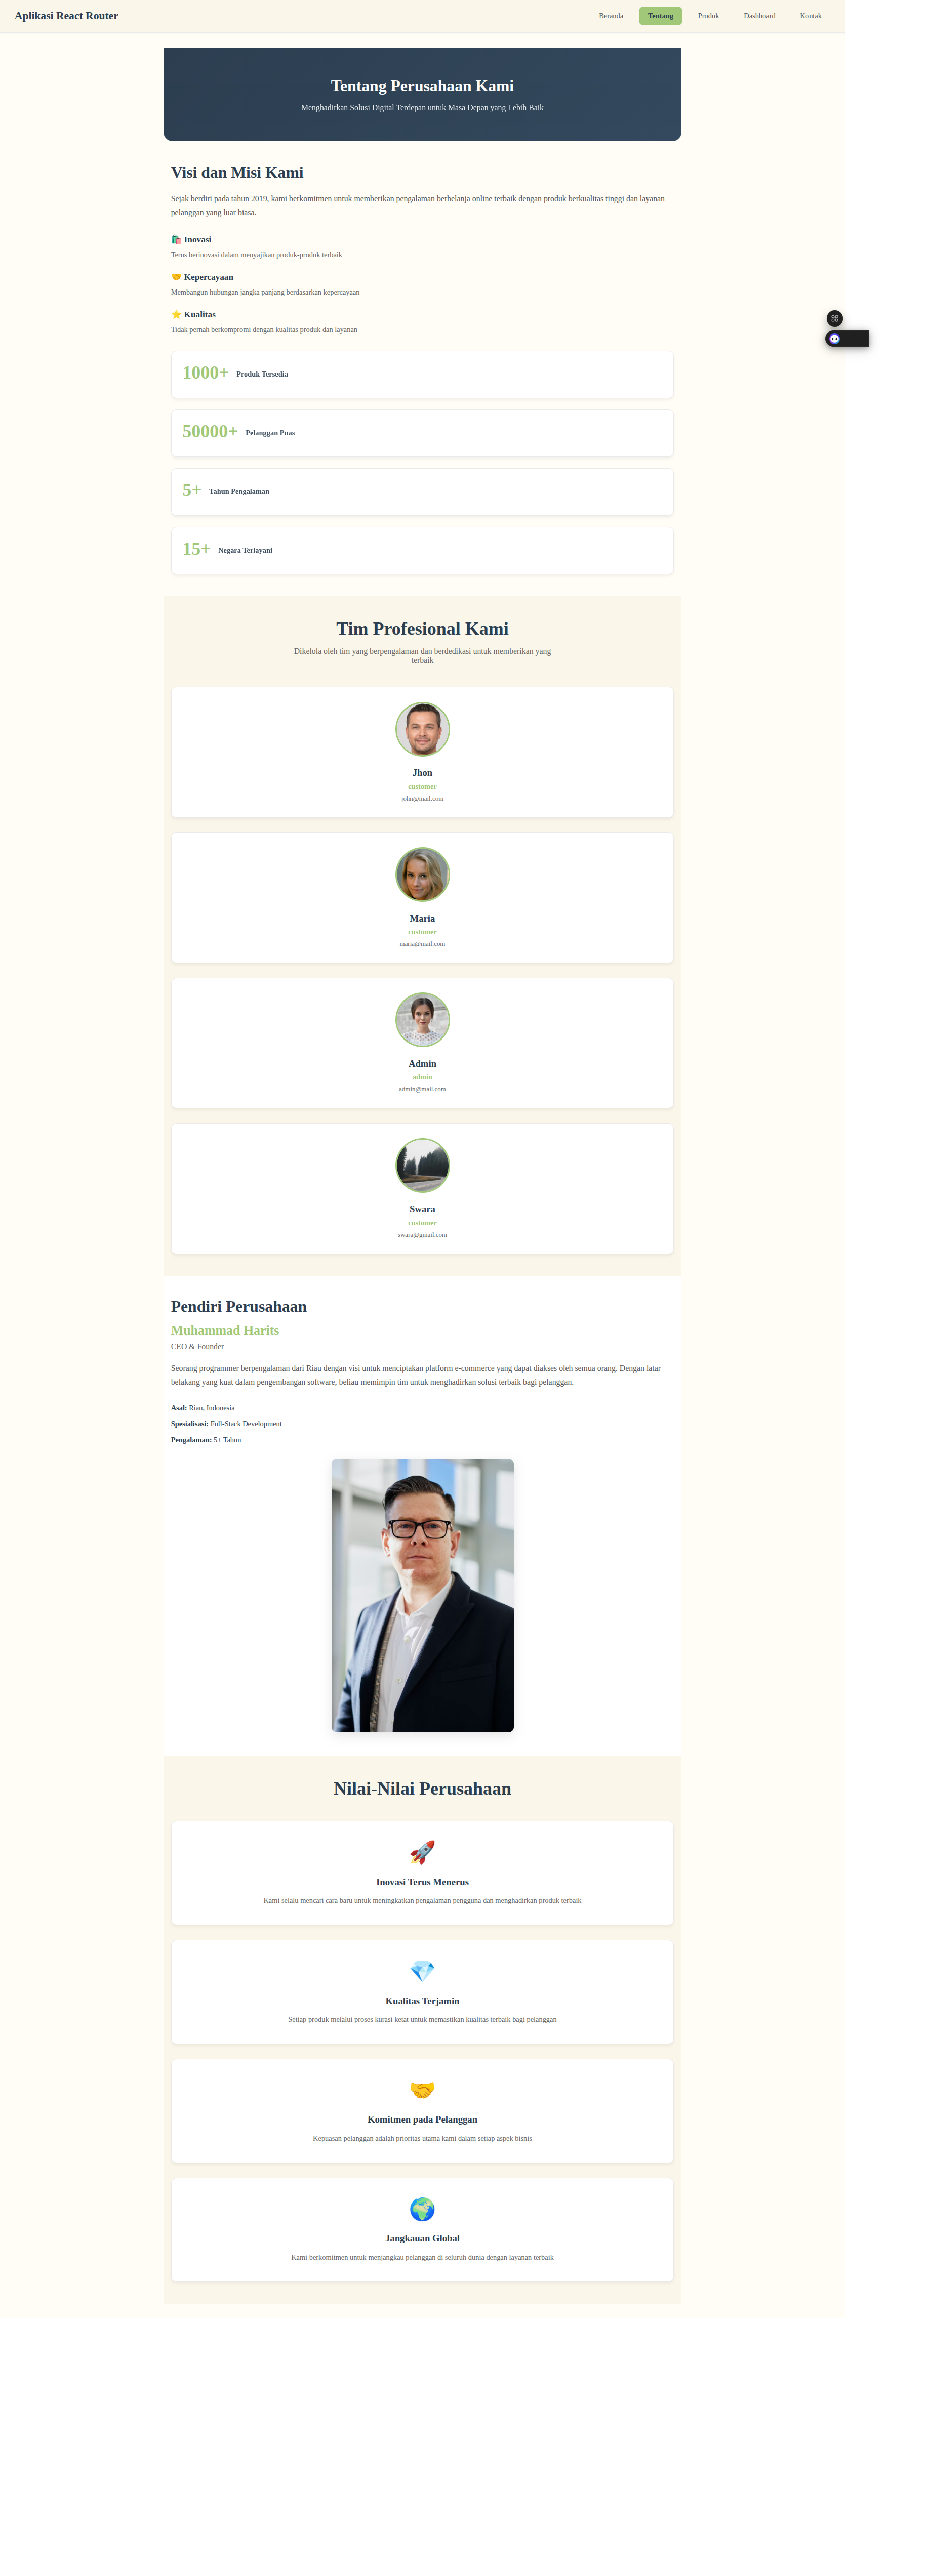 Aplikasi React Router
Beranda
Tentang
Produk
Dashboard
Kontak
Tentang Perusahaan Kami
Menghadirkan Solusi Digital Terdepan untuk Masa Depan yang Lebih Baik
Visi dan Misi Kami
Sejak berdiri pada tahun 2019, kami berkomitmen untuk memberikan pengalaman berbelanja online terbaik dengan produk berkualitas tinggi dan layanan
pelanggan yang luar biasa.
🛍️ Inovasi
Terus berinovasi dalam menyajikan produk-produk terbaik
🤝 Kepercayaan
Membangun hubungan jangka panjang berdasarkan kepercayaan
⭐ Kualitas
Tidak pernah berkompromi dengan kualitas produk dan layanan
1000+ Produk Tersedia
50000+ Pelanggan Puas
5+ Tahun Pengalaman
15+ Negara Terlayani
Tim Profesional Kami
Dikelola oleh tim yang berpengalaman dan berdedikasi untuk memberikan yang
terbaik
Jhon
customer
john@mail.com
Maria
customer
maria@mail.com
Admin
admin
admin@mail.com
Swara
customer
swara@gmail.com
Pendiri Perusahaan
Muhammad Harits
CEO & Founder
Seorang programmer berpengalaman dari Riau dengan visi untuk menciptakan platform e-commerce yang dapat diakses oleh semua orang. Dengan latar
belakang yang kuat dalam pengembangan software, beliau memimpin tim untuk menghadirkan solusi terbaik bagi pelanggan.
Asal: Riau, Indonesia
Spesialisasi: Full-Stack Development
Pengalaman: 5+ Tahun
Nilai-Nilai Perusahaan
Inovasi Terus Menerus
Kami selalu mencari cara baru untuk meningkatkan pengalaman pengguna dan menghadirkan produk terbaik
Kualitas Terjamin
Setiap produk melalui proses kurasi ketat untuk memastikan kualitas terbaik bagi pelanggan
Komitmen pada Pelanggan
Kepuasan pelanggan adalah prioritas utama kami dalam setiap aspek bisnis
Jangkauan Global
Kami berkomitmen untuk menjangkau pelanggan di seluruh dunia dengan layanan terbaik